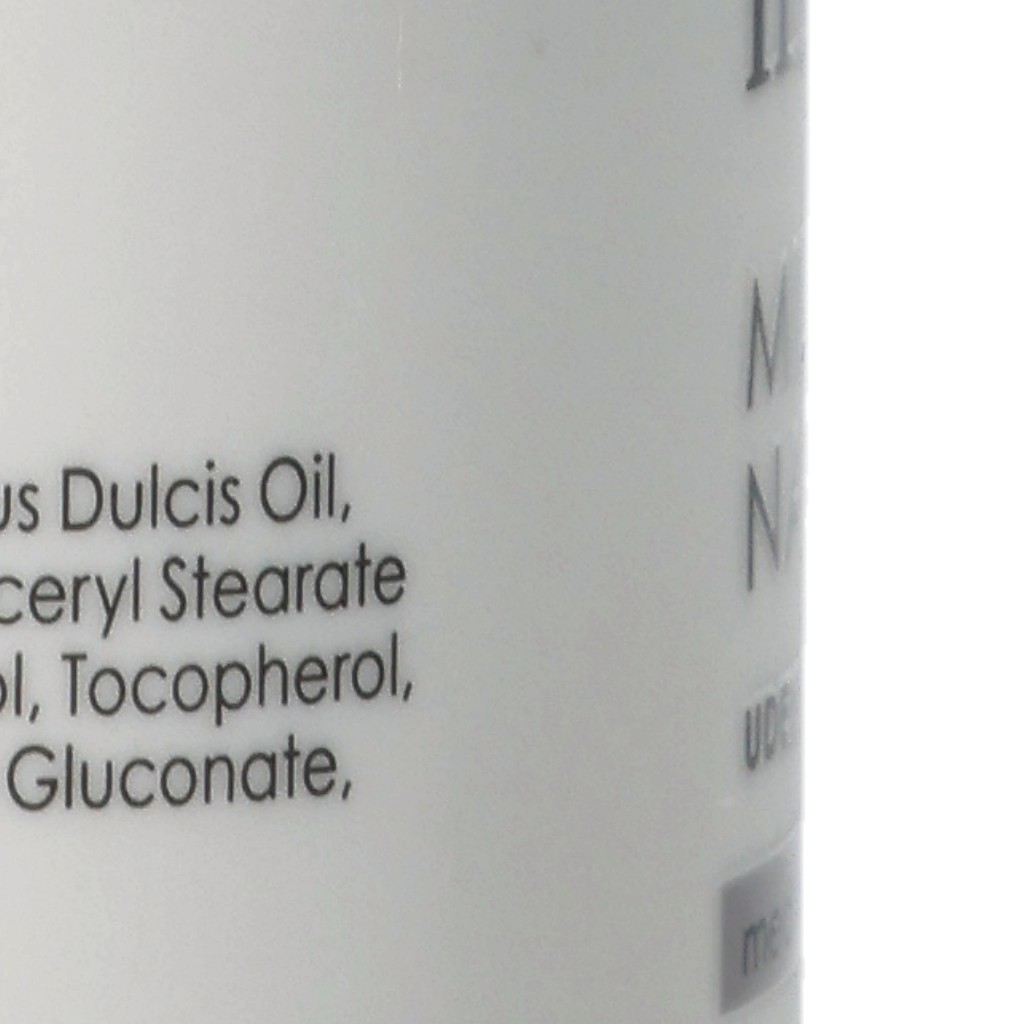 us Dulcis Oil,
ceryl Stearate
ol, Tocopherol,
Gluconate,
M
N